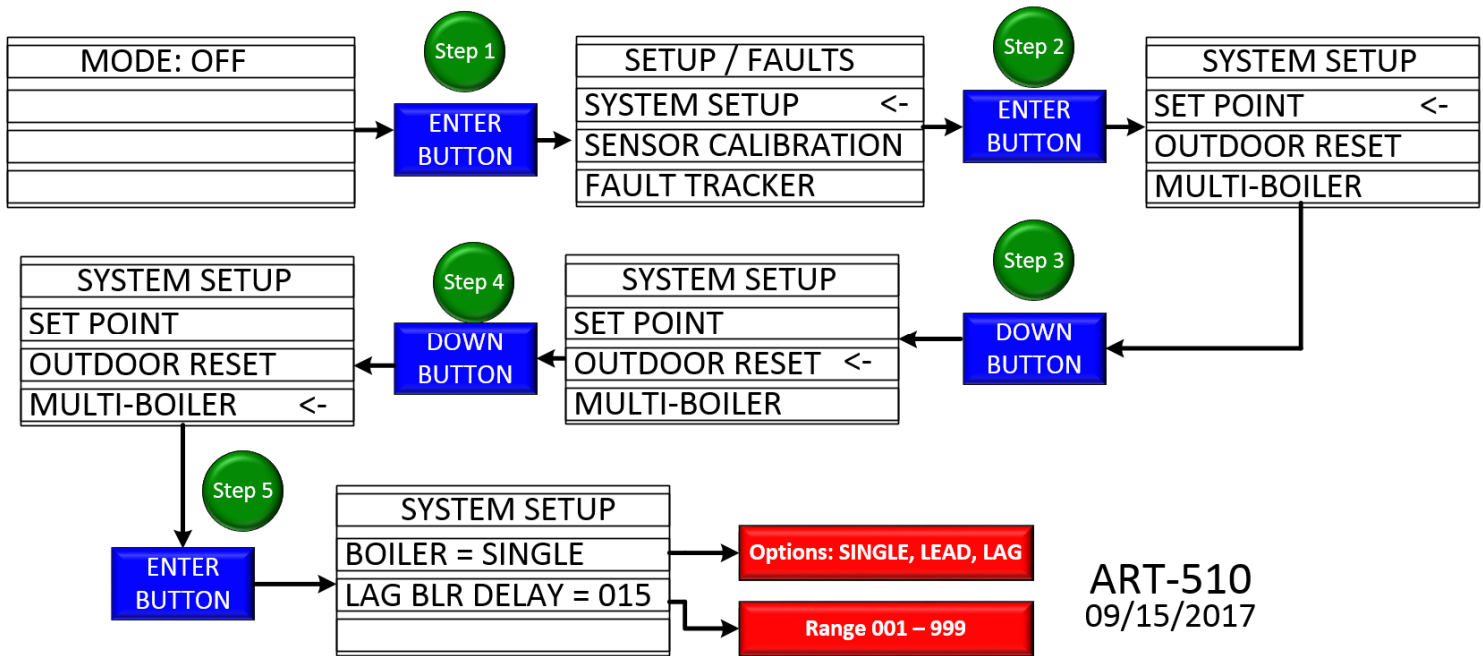 MODE: OFF
Step 1
ENTER
BUTTON
SETUP / FAULTS
SYSTEM SETUP <-
SENSOR CALIBRATION
FAULT TRACKER
Step 2
ENTER
BUTTON
SYSTEM SETUP
SET POINT <-
OUTDOOR RESET
MULTI-BOILER
Step 3
DOWN
BUTTON
SYSTEM SETUP
SET POINT
OUTDOOR RESET <-
MULTI-BOILER
Step 4
DOWN
BUTTON
SYSTEM SETUP
SET POINT
OUTDOOR RESET
MULTI-BOILER <-
Step 5
ENTER
BUTTON
SYSTEM SETUP
BOILER = SINGLE
LAG BLR DELAY = 015
Options: SINGLE, LEAD, LAG
Range 001 – 999
ART-510
09/15/2017